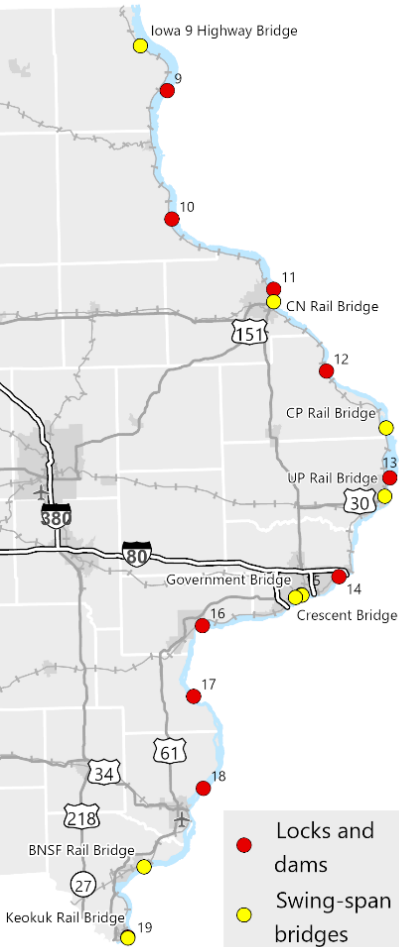 Iowa 9 Highway Bridge
9
10
11
CN Rail Bridge
151
12
CP Rail Bridge
13
UP Rail Bridge
30
380
80
Government Bridge
14
Crescent Bridge
16
17
61
34
18
218
BNSF Rail Bridge
27
Keokuk Rail Bridge
19
Locks and
dams
Swing-span
bridges